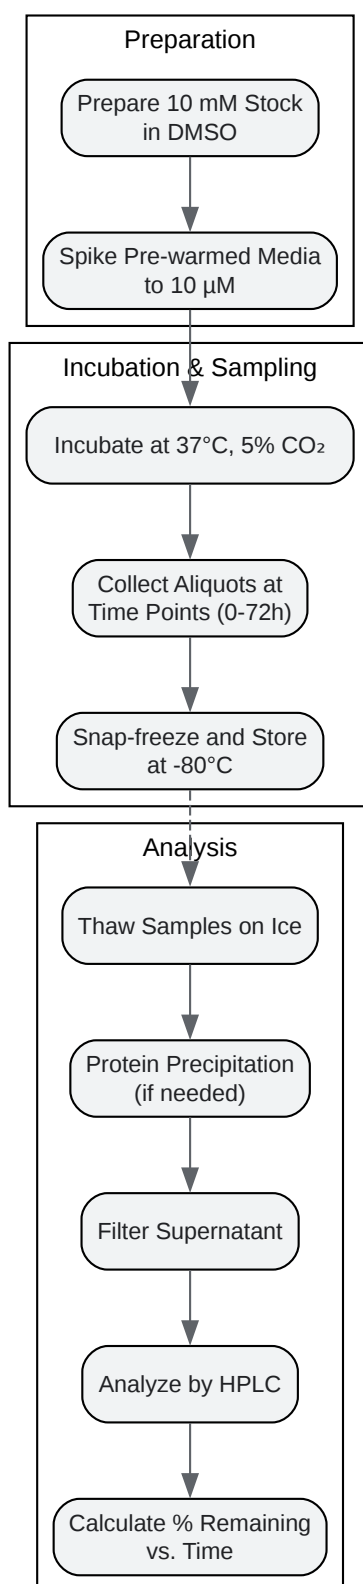 Preparation
Prepare 10 mM Stock
in DMSO
Spike Pre-warmed Media
to 10 µM
Incubation & Sampling
Incubate at 37°C, 5% CO₂
Collect Aliquots at
Time Points (0-72h)
Snap-freeze and Store
at -80°C
Analysis
Thaw Samples on Ice
Protein Precipitation
(if needed)
Filter Supernatant
Analyze by HPLC
Calculate % Remaining
vs. Time